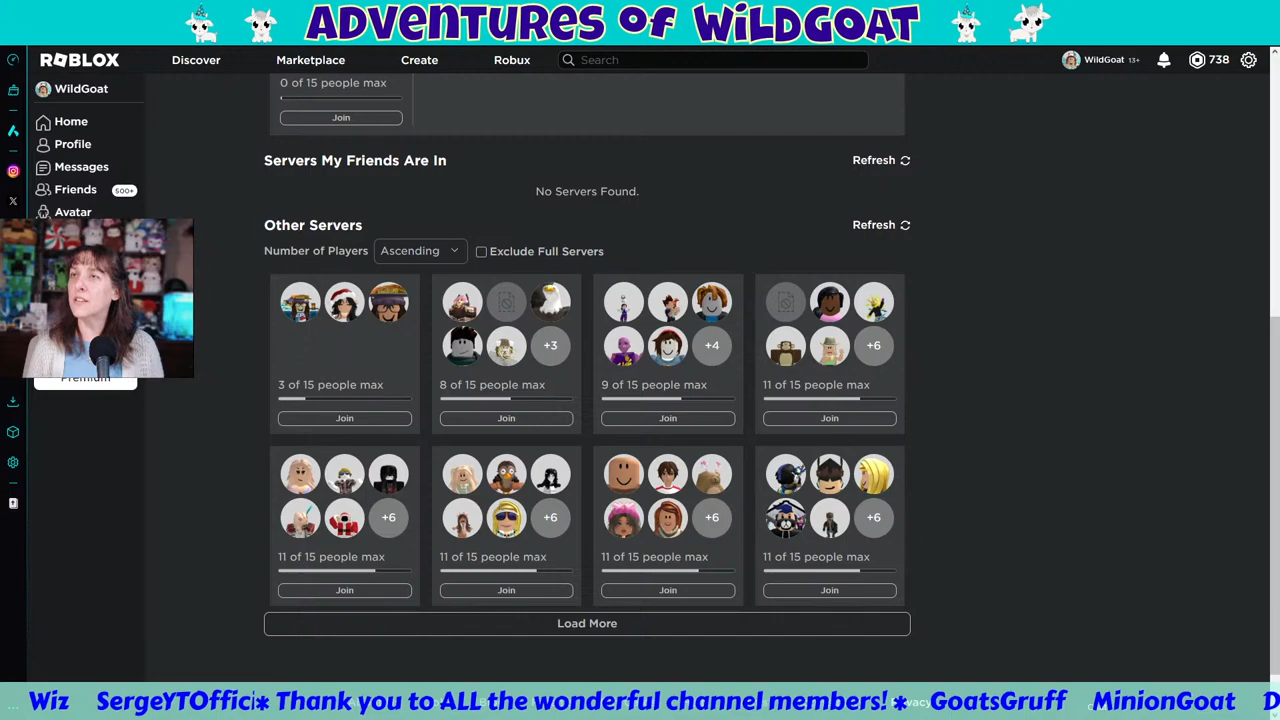 ADVENTURES OF WILDGOAT
ROBLOX
Discover
Marketplace
Create
Robux
Search
WildGoat 13+
738
WildGoat
Home
Profile
Messages
Friends
500+
Avatar
Premium
0 of 15 people max
Join
Servers My Friends Are In
Refresh
No Servers Found.
Other Servers
Refresh
Number of Players
Ascending
Exclude Full Servers
+3
+4
+6
3 of 15 people max
8 of 15 people max
9 of 15 people max
11 of 15 people max
Join
Join
Join
Join
+6
+6
+6
+6
11 of 15 people max
11 of 15 people max
11 of 15 people max
11 of 15 people max
Join
Join
Join
Join
Load More
Wiz SergeYTOffici* Thank you to ALL the wonderful channel members! * GoatsGruff MinionGoat D